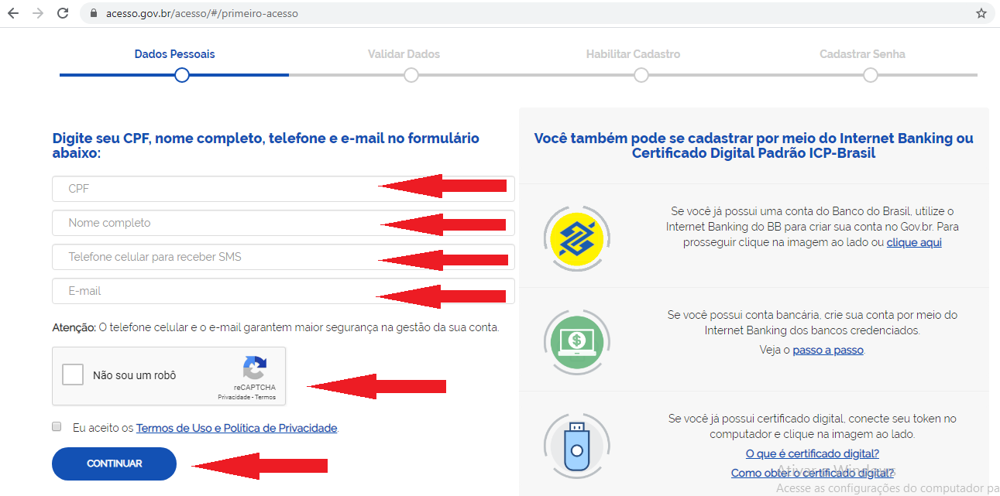 acesso.gov.br/acesso/#/primeiro-acesso
Dados Pessoais
Validar Dados
Habilitar Cadastro
Cadastrar Senha
Digite seu CPF, nome completo, telefone e e-mail no formulário
abaixo:
CPF
Nome completo
Telefone celular para receber SMS
E-mail
Atenção: O telefone celular e o e-mail garantem maior segurança na gestão da sua conta.
Não sou um robô
reCAPTCHA
Privacidade - Termos
Eu aceito os Termos de Uso e Política de Privacidade.
CONTINUAR
Você também pode se cadastrar por meio do Internet Banking ou
Certificado Digital Padrão ICP-Brasil
Se você já possui uma conta do Banco do Brasil, utilize o
Internet Banking do BB para criar sua conta no Gov.br. Para
prosseguir clique na imagem ao lado ou clique aqui
Se você possui conta bancária, crie sua conta por meio do
Internet Banking dos bancos credenciados.
Veja o passo a passo.
Se você já possui certificado digital, conecte seu token no
computador e clique na imagem ao lado.
O que é certificado digital?
Como obter o certificado digital?
Ativar o Windows
Acesse as configurações do computador pa